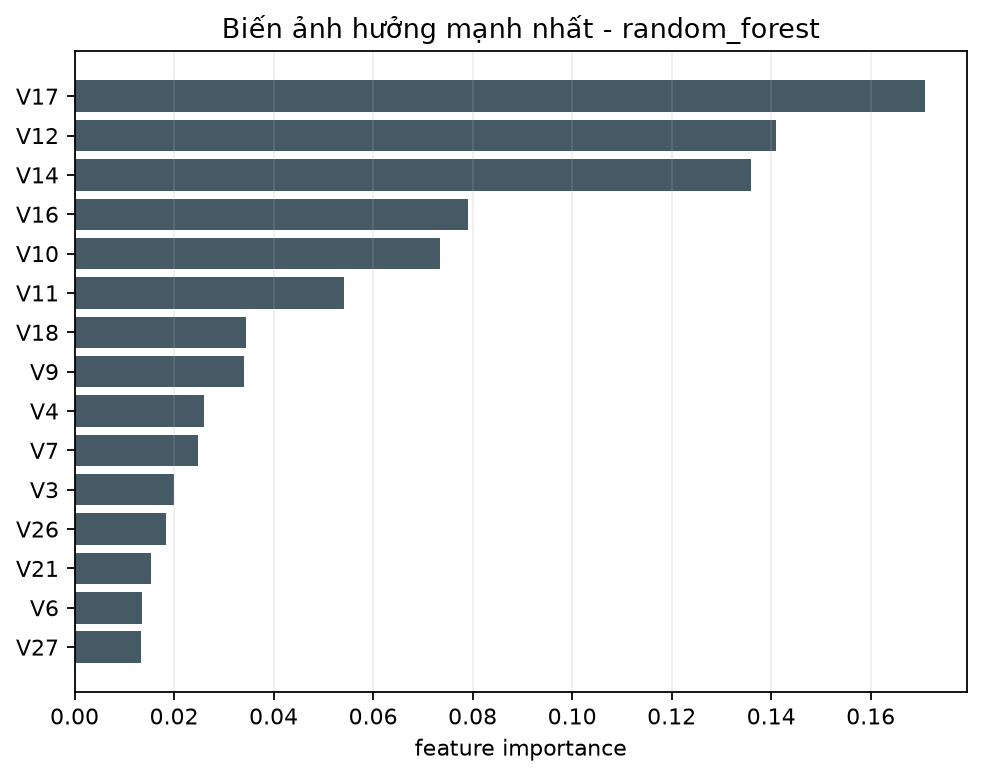 Biến ảnh hưởng mạnh nhất - random_forest
V17
V12
V14
V16
V10
V11
V18
V9
V4
V7
V3
V26
V21
V6
V27
0.00 0.02 0.04 0.06 0.08 0.10 0.12 0.14 0.16
feature importance